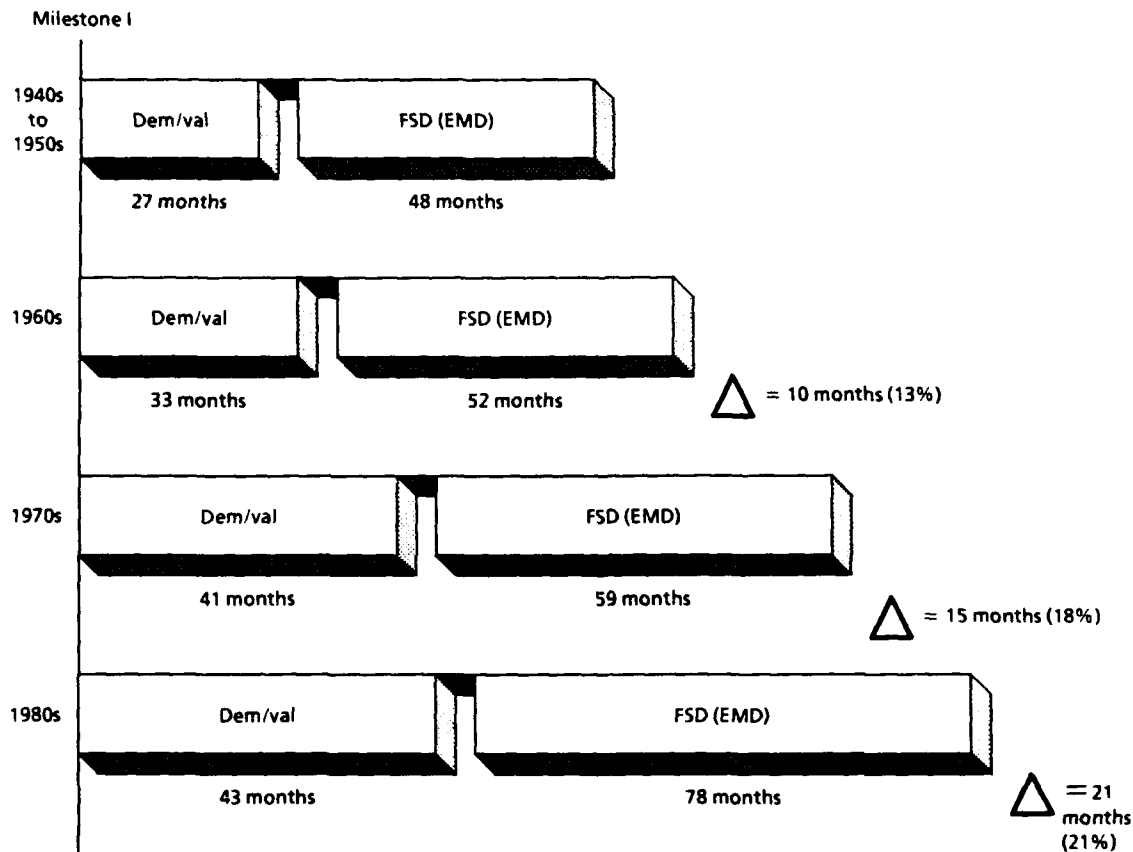 Milestone I
1940s
to
1950s
Dem/val
FSD (EMD)
27 months
48 months
1960s
Dem/val
FSD (EMD)
33 months
52 months
= 10 months (13%)
1970s
Dem/val
FSD (EMD)
41 months
59 months
= 15 months (18%)
1980s
Dem/val
FSD (EMD)
43 months
78 months
= 21
months
(21%)